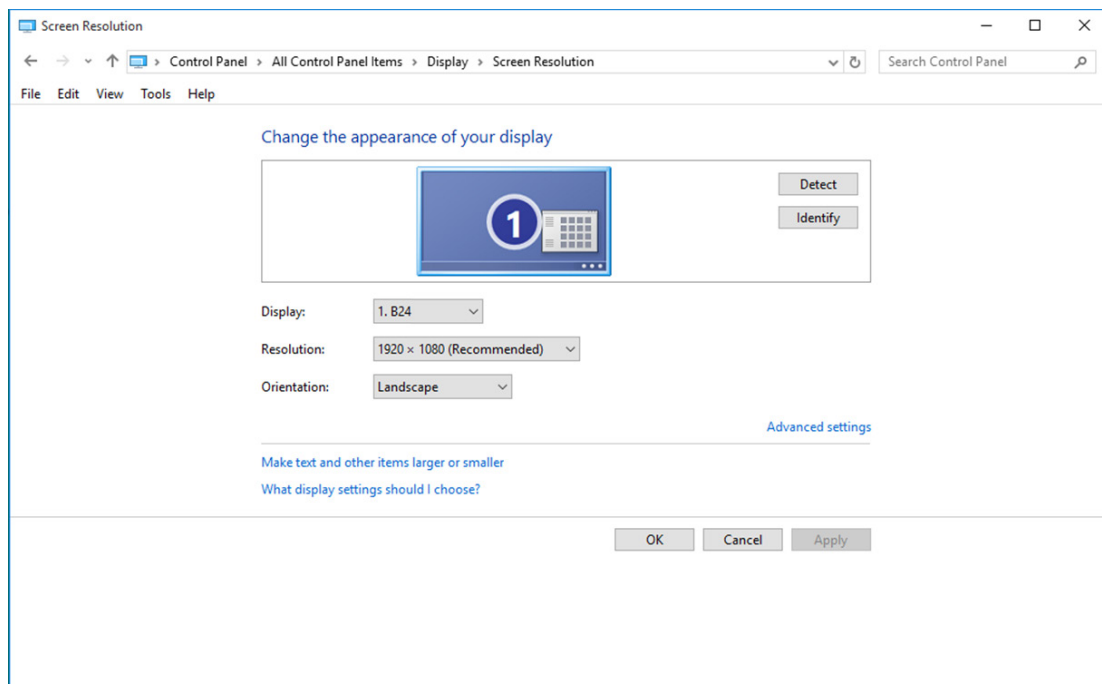 Screen Resolution
Control Panel > All Control Panel Items > Display > Screen Resolution
Search Control Panel
File Edit View Tools Help
Change the appearance of your display
1
Detect
Identify
Display: 1. B24
Resolution: 1920 × 1080 (Recommended)
Orientation: Landscape
Advanced settings
Make text and other items larger or smaller
What display settings should I choose?
OK Cancel Apply